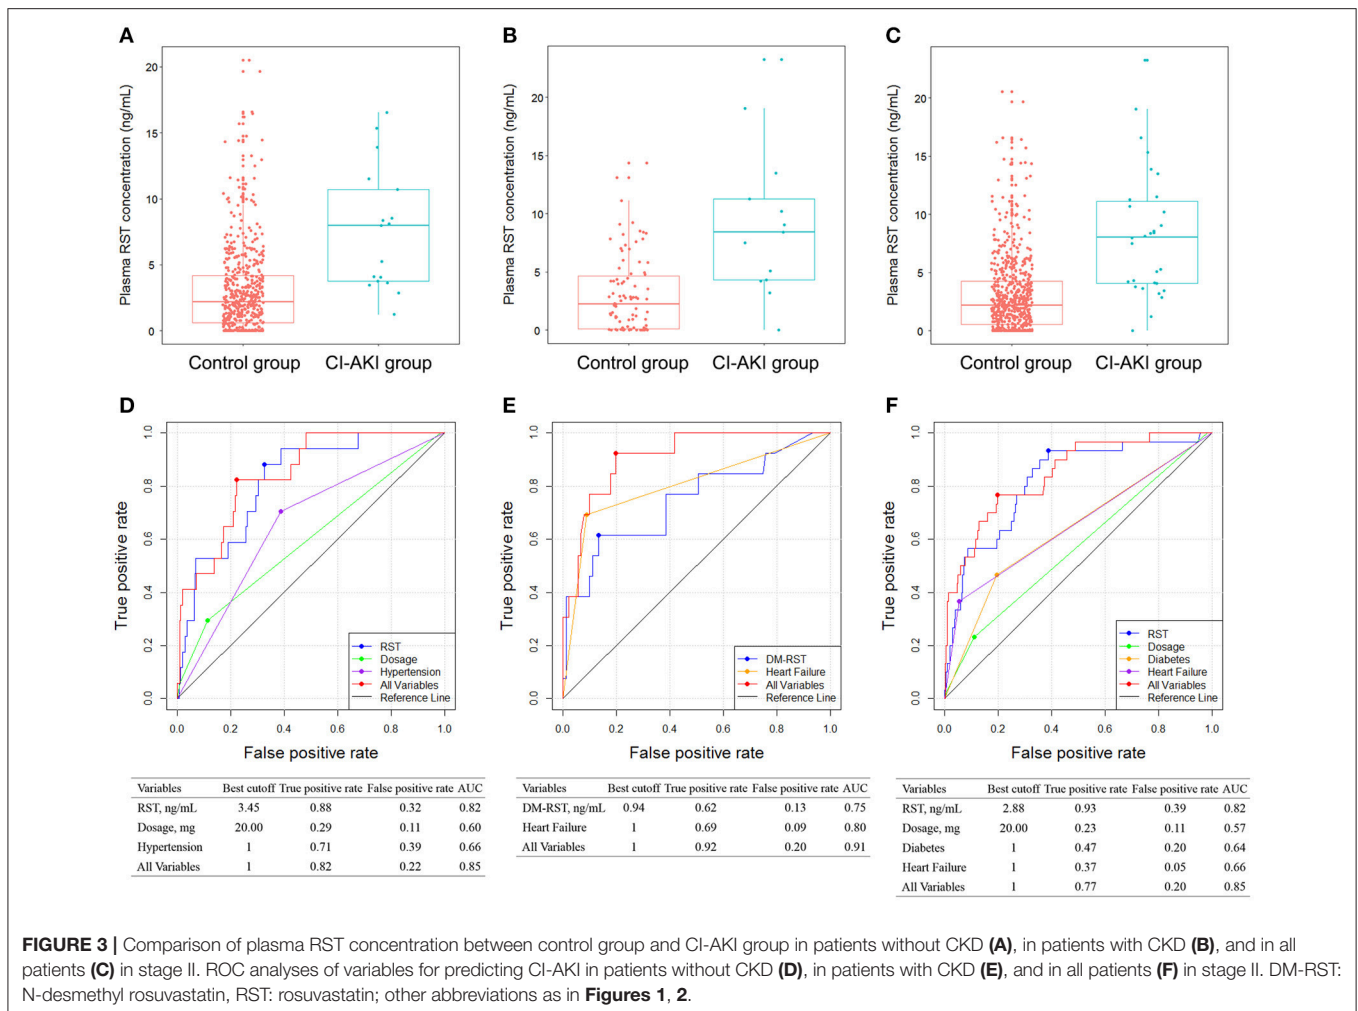 A
B
C
Plasma RST concentration (ng/mL)
20
15
10
5
0
Control group
CI-AKI group
Plasma RST concentration (ng/mL)
20
15
10
5
0
Control group
CI-AKI group
Plasma RST concentration (ng/mL)
20
15
10
5
0
Control group
CI-AKI group
D
E
F
True positive rate
1.0
0.8
0.6
0.4
0.2
0.0
RST
Dosage
Hypertension
All Variables
Reference Line
0.0 0.2 0.4 0.6 0.8 1.0
False positive rate
True positive rate
1.0
0.8
0.6
0.4
0.2
0.0
DM-RST
Heart Failure
All Variables
Reference Line
0.0 0.2 0.4 0.6 0.8 1.0
False positive rate
True positive rate
1.0
0.8
0.6
0.4
0.2
0.0
RST
Dosage
Diabetes
Heart Failure
All Variables
Reference Line
0.0 0.2 0.4 0.6 0.8 1.0
False positive rate
Variables Best cutoff True positive rate False positive rate AUC
RST, ng/mL 3.45 0.88 0.32 0.82
Dosage, mg 20.00 0.29 0.11 0.60
Hypertension 1 0.71 0.39 0.66
All Variables 1 0.82 0.22 0.85
Variables Best cutoff True positive rate False positive rate AUC
DM-RST, ng/mL 0.94 0.62 0.13 0.75
Heart Failure 1 0.69 0.09 0.80
All Variables 1 0.92 0.20 0.91
Variables Best cutoff True positive rate False positive rate AUC
RST, ng/mL 2.88 0.93 0.39 0.82
Dosage, mg 20.00 0.23 0.11 0.57
Diabetes 1 0.47 0.20 0.64
Heart Failure 1 0.37 0.05 0.66
All Variables 1 0.77 0.20 0.85
FIGURE 3 | Comparison of plasma RST concentration between control group and CI-AKI group in patients without CKD (A), in patients with CKD (B), and in all
patients (C) in stage II. ROC analyses of variables for predicting CI-AKI in patients without CKD (D), in patients with CKD (E), and in all patients (F) in stage II. DM-RST:
N-desmethyl rosuvastatin, RST: rosuvastatin; other abbreviations as in Figures 1, 2.